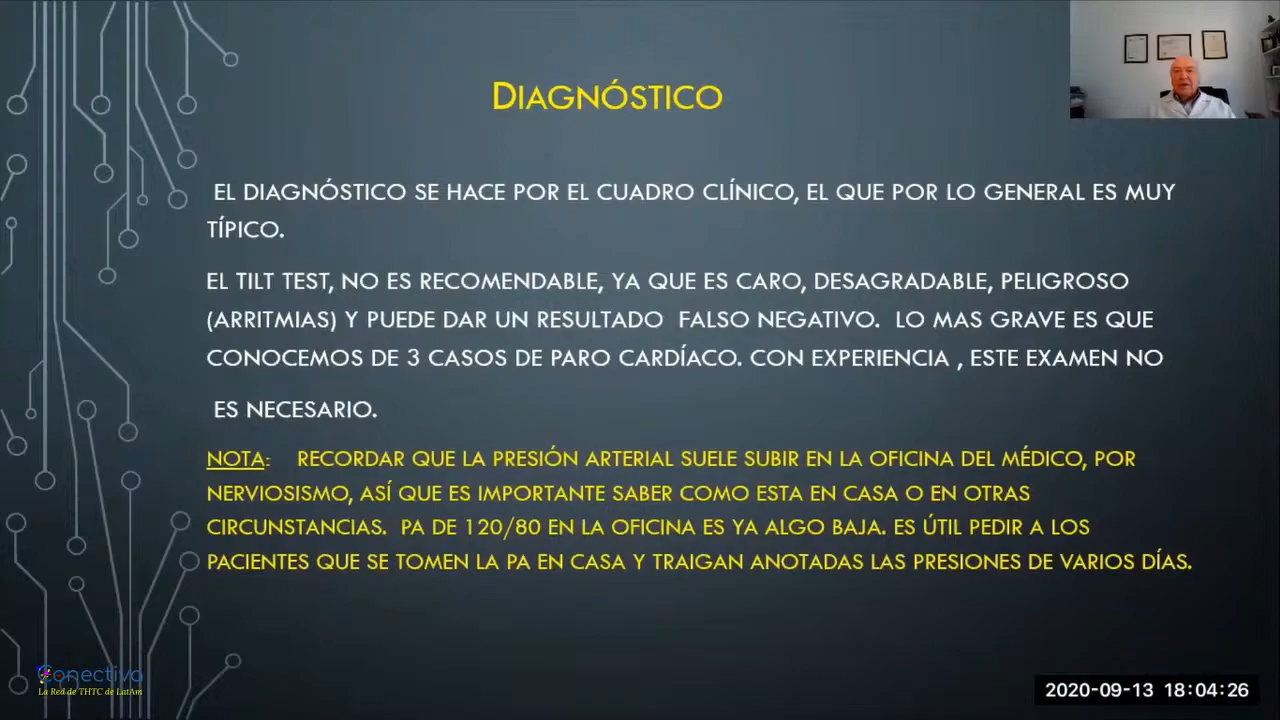 DIAGNÓSTICO
EL DIAGNÓSTICO SE HACE POR EL CUADRO CLÍNICO, EL QUE POR LO GENERAL ES MUY
TÍPICO.
EL TILT TEST, NO ES RECOMENDABLE, YA QUE ES CARO, DESAGRADABLE, PELIGROSO
(ARRITMIAS) Y PUEDE DAR UN RESULTADO FALSO NEGATIVO. LO MAS GRAVE ES QUE
CONOCEMOS DE 3 CASOS DE PARO CARDÍACO. CON EXPERIENCIA , ESTE EXAMEN NO
ES NECESARIO.
NOTA: RECORDAR QUE LA PRESIÓN ARTERIAL SUELE SUBIR EN LA OFICINA DEL MÉDICO, POR
NERVIOSISMO, ASÍ QUE ES IMPORTANTE SABER COMO ESTA EN CASA O EN OTRAS
CIRCUNSTANCIAS. PA DE 120/80 EN LA OFICINA ES YA ALGO BAJA. ES ÚTIL PEDIR A LOS
PACIENTES QUE SE TOMEN LA PA EN CASA Y TRAIGAN ANOTADAS LAS PRESIONES DE VARIOS DÍAS.
Conectivo
La Red de THTC de LatAm
2020-09-13 18:04:26